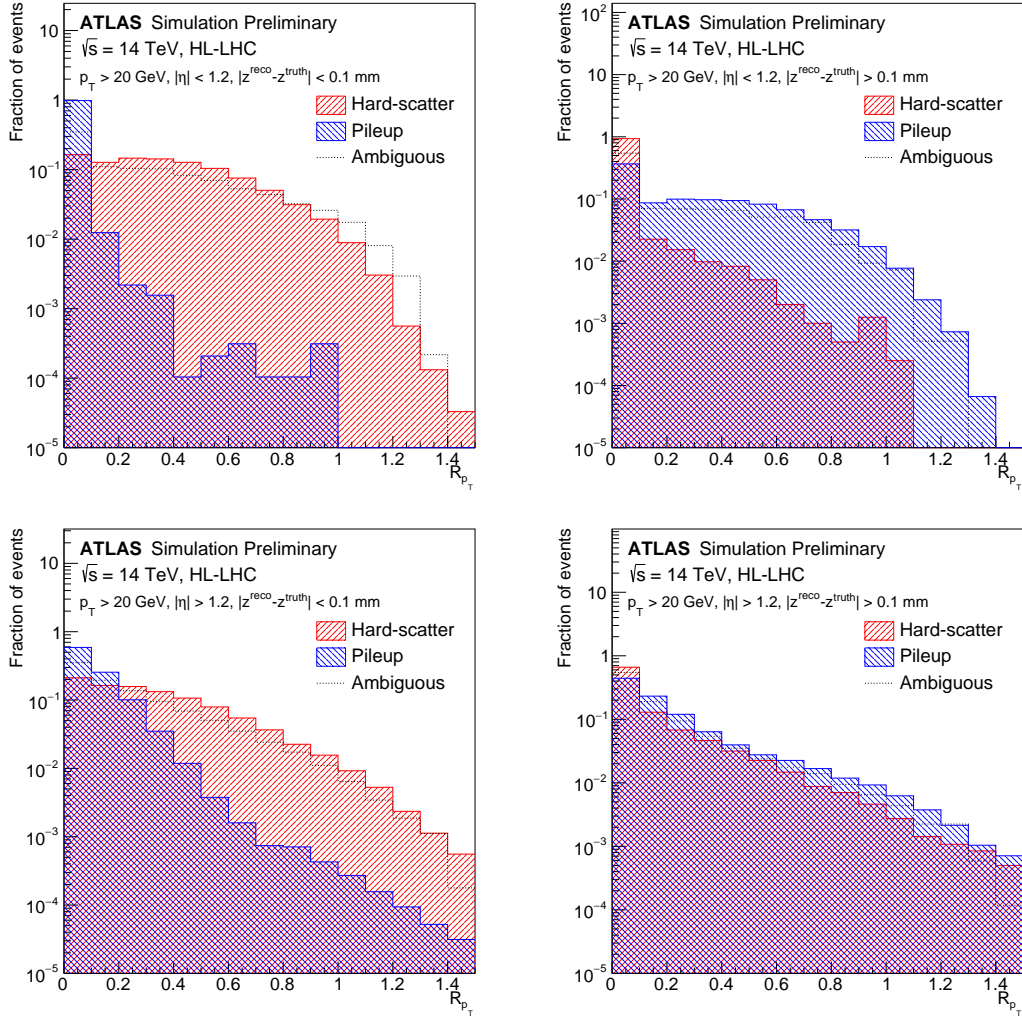 ATLAS Simulation Preliminary
√s = 14 TeV, HL-LHC
p_T > 20 GeV, |η| < 1.2, |z^reco-z^truth| < 0.1 mm
Hard-scatter
Pileup
Ambiguous
Fraction of events
10
1
10^−1
10^−2
10^−3
10^−4
10^−5
0 0.2 0.4 0.6 0.8 1 1.2 1.4
R_p_T
ATLAS Simulation Preliminary
√s = 14 TeV, HL-LHC
p_T > 20 GeV, |η| < 1.2, |z^reco-z^truth| > 0.1 mm
Hard-scatter
Pileup
Ambiguous
Fraction of events
10^2
10
1
10^−1
10^−2
10^−3
10^−4
10^−5
0 0.2 0.4 0.6 0.8 1 1.2 1.4
R_p_T
ATLAS Simulation Preliminary
√s = 14 TeV, HL-LHC
p_T > 20 GeV, |η| > 1.2, |z^reco-z^truth| < 0.1 mm
Hard-scatter
Pileup
Ambiguous
Fraction of events
10
1
10^−1
10^−2
10^−3
10^−4
10^−5
0 0.2 0.4 0.6 0.8 1 1.2 1.4
R_p_T
ATLAS Simulation Preliminary
√s = 14 TeV, HL-LHC
p_T > 20 GeV, |η| > 1.2, |z^reco-z^truth| > 0.1 mm
Hard-scatter
Pileup
Ambiguous
Fraction of events
10
1
10^−1
10^−2
10^−3
10^−4
10^−5
0 0.2 0.4 0.6 0.8 1 1.2 1.4
R_p_T